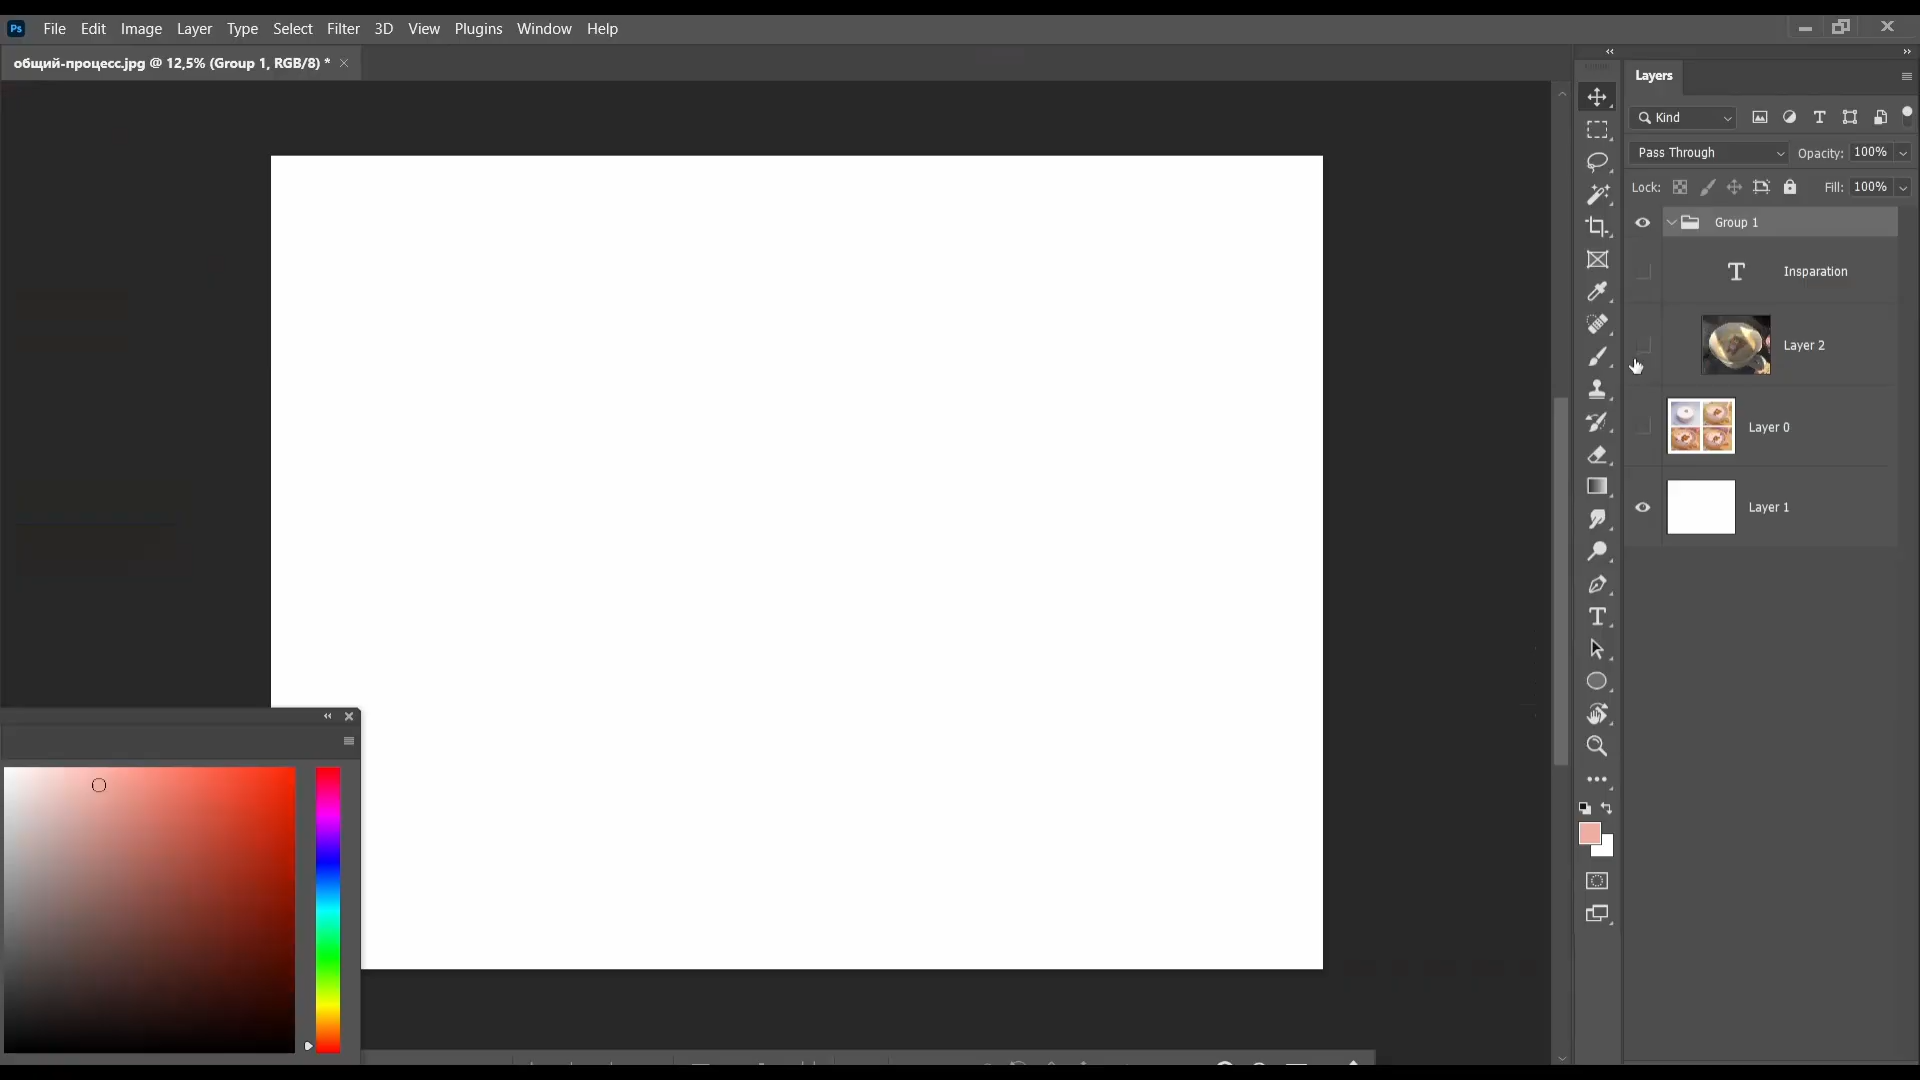 Ps File Edit Image Layer Type Select Filter 3D View Plugins Window Help
общий-процесс.jpg @ 12,5% (Group 1, RGB/8) *
Layers
Kind
Pass Through Opacity: 100%
Lock: Fill: 100%
Group 1
Insparation
Layer 2
Layer 0
Layer 1